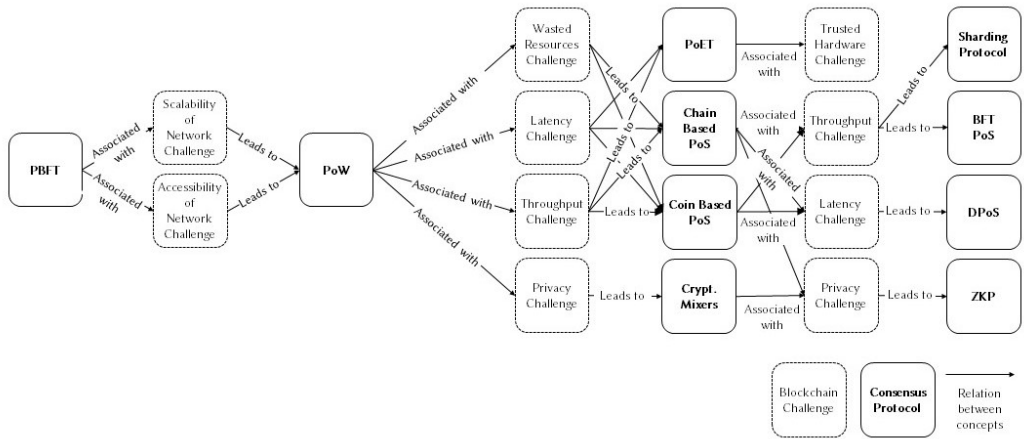 PBFT
Associated
with
Associated
with
Scalability
of
Network
Challenge
Accessibility
of
Network
Challenge
Leads to
Leads to
PoW
Associated with
Associated with
Associated with
Associated with
Wasted
Resources
Challenge
Latency
Challenge
Throughput
Challenge
Privacy
Challenge
Leads to
Leads to
Leads to
Leads to
Leads to
Leads to
PoET
Chain
Based
PoS
Coin Based
PoS
Crypt.
Mixers
Associated
with
Associated
with
Associated
with
Associated
with
Associated
with
Trusted
Hardware
Challenge
Throughput
Challenge
Latency
Challenge
Privacy
Challenge
Leads to
Leads to
Leads to
Leads to
Sharding
Protocol
BFT
PoS
DPoS
ZKP
Blockchain
Challenge
Consensus
Protocol
Relation
between
concepts